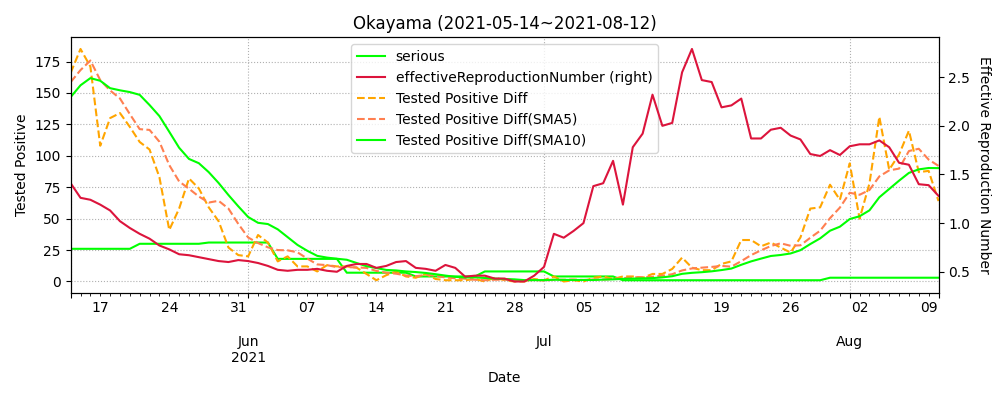 Okayama (2021-05-14~2021-08-12)
serious
effectiveReproductionNumber (right)
Tested Positive Diff
Tested Positive Diff(SMA5)
Tested Positive Diff(SMA10)
Tested Positive
175
150
125
100
75
50
25
0
Effective Reproduction Number
2.5
2.0
1.5
1.0
0.5
17 24 31 07 14 21 28 05 12 19 26 02 09
Jun Jul Aug
2021
Date